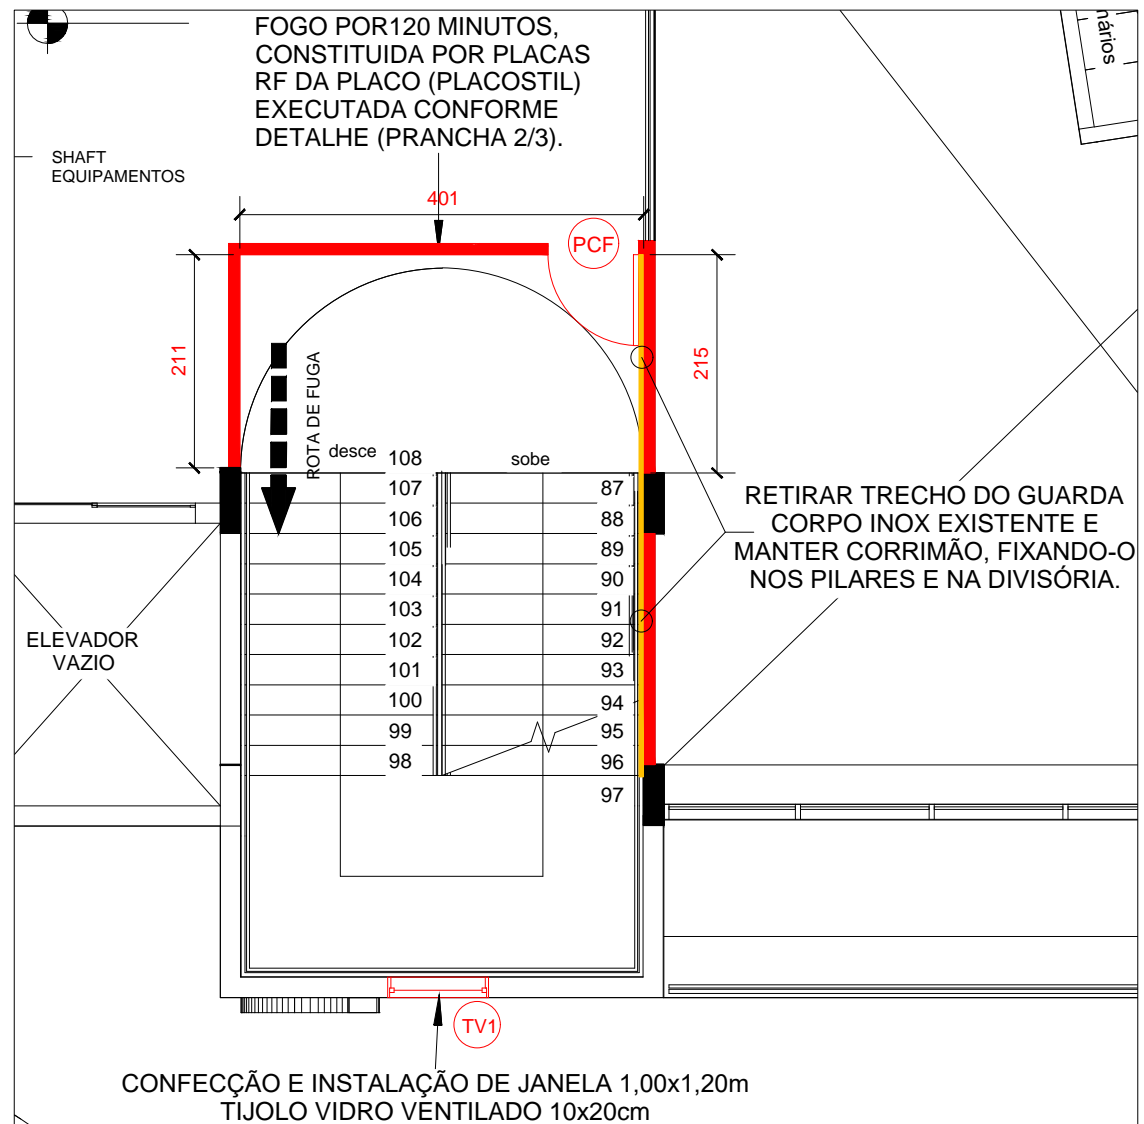 FOGO POR120 MINUTOS,
CONSTITUIDA POR PLACAS
RF DA PLACO (PLACOSTIL)
EXECUTADA CONFORME
DETALHE (PRANCHA 2/3).
nários
SHAFT
EQUIPAMENTOS
401
PCF
211
215
ROTA DE FUGA
desce
108
sobe
107
87
106
88
105
89
104
90
103
91
102
92
101
93
100
94
99
95
98
96
97
RETIRAR TRECHO DO GUARDA
CORPO INOX EXISTENTE E
MANTER CORRIMÃO, FIXANDO-O
NOS PILARES E NA DIVISÓRIA.
ELEVADOR
VAZIO
TV1
CONFECÇÃO E INSTALAÇÃO DE JANELA 1,00x1,20m
TIJOLO VIDRO VENTILADO 10x20cm